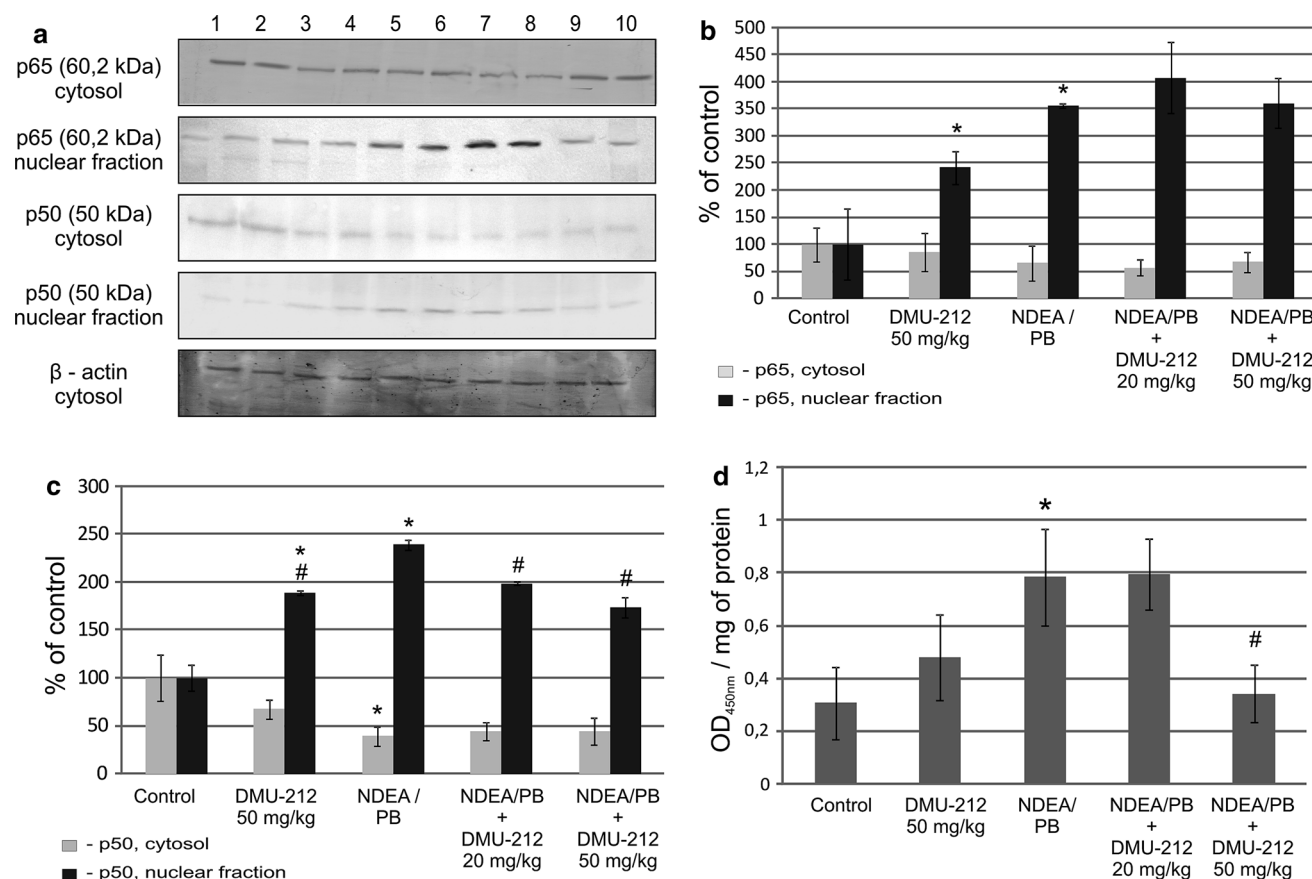 a
1 2 3 4 5 6 7 8 9 10
p65 (60,2 kDa)
cytosol
p65 (60,2 kDa)
nuclear fraction
p50 (50 kDa)
cytosol
p50 (50 kDa)
nuclear fraction
β - actin
cytosol
b
% of control
500
450
400
350
300
250
200
150
100
50
0
*
*
Control
DMU-212
50 mg/kg
NDEA /
PB
NDEA/PB
+
DMU-212
20 mg/kg
NDEA/PB
+
DMU-212
50 mg/kg
- p65, cytosol
- p65, nuclear fraction
c
% of control
300
250
200
150
100
50
0
*
#
*
*
#
#
Control
DMU-212
50 mg/kg
NDEA /
PB
NDEA/PB
+
DMU-212
20 mg/kg
NDEA/PB
+
DMU-212
50 mg/kg
- p50, cytosol
- p50, nuclear fraction
d
OD450nm / mg of protein
1,2
1
0,8
0,6
0,4
0,2
0
*
#
Control
DMU-212
50 mg/kg
NDEA/
PB
NDEA/PB
+
DMU-212
20 mg/kg
NDEA/PB
+
DMU-212
50 mg/kg